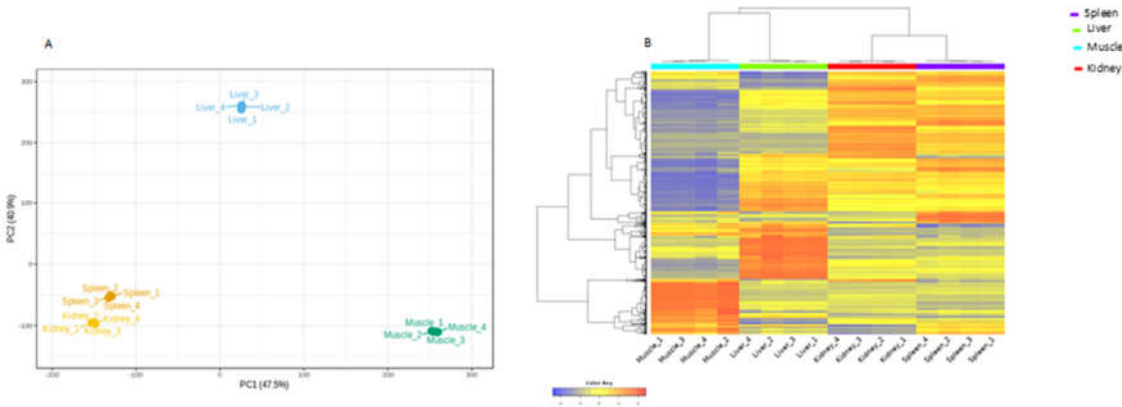 A
B
Spleen
Liver
Muscle
Kidney
300
200
100
0
-100
PC2 (40.9%)
Liver_3
Liver_4
Liver_2
Liver_1
Spleen_1
Spleen_3
Spleen_4
Kidney_1
Kidney_3
Muscle_1
Muscle_4
Muscle_2
Muscle_3
-200
-100
0
100
200
300
PC1 (47.5%)
Muscle_1
Muscle_3
Muscle_4
Muscle_2
Liver_4
Liver_2
Liver_3
Liver_1
Kidney_4
Kidney_3
Kidney_2
Kidney_1
Spleen_4
Spleen_2
Spleen_3
Spleen_1
Color Key